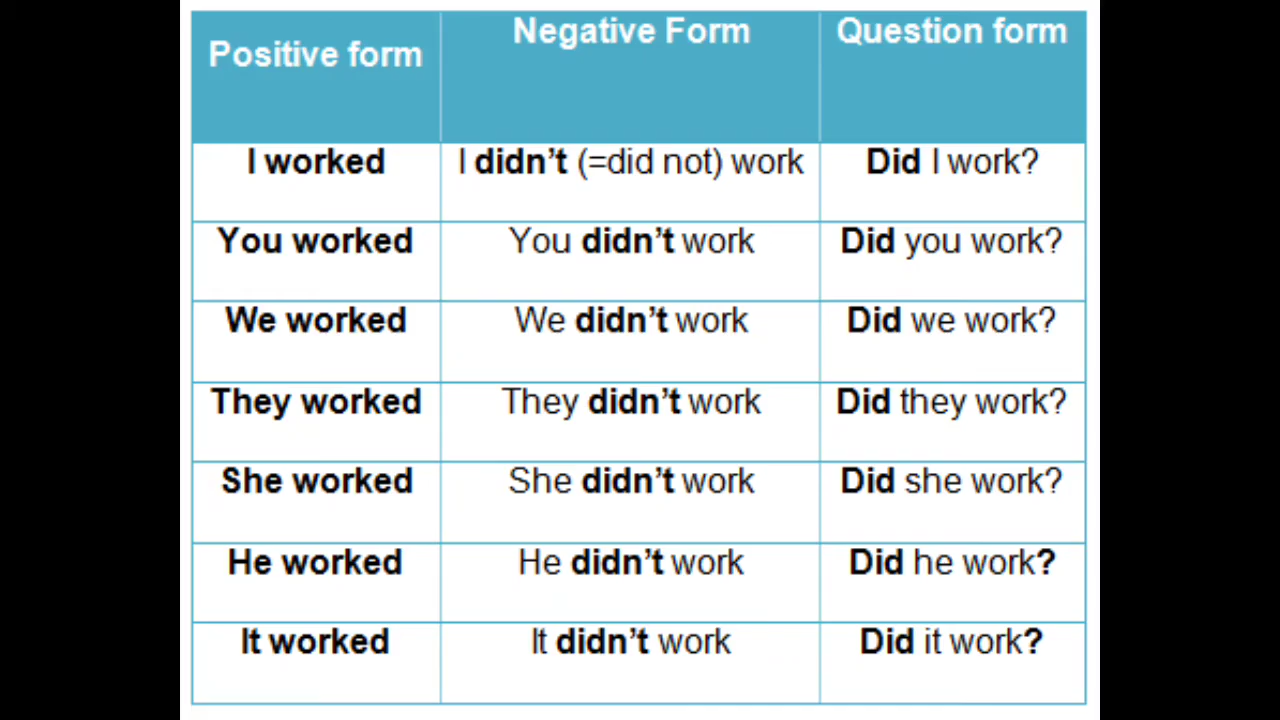 Positive form Negative Form Question form
I worked I didn’t (=did not) work Did I work?
You worked You didn’t work Did you work?
We worked We didn’t work Did we work?
They worked They didn’t work Did they work?
She worked She didn’t work Did she work?
He worked He didn’t work Did he work?
It worked It didn’t work Did it work?